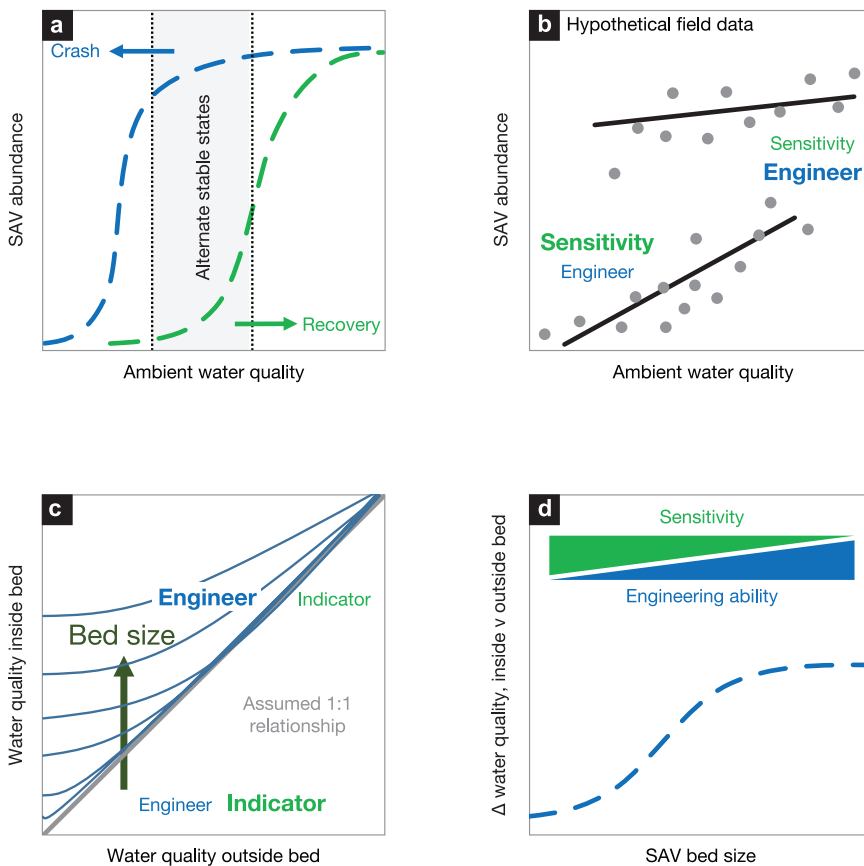 a
Crash
Alternate stable states
Recovery
SAV abundance
Ambient water quality
b
Hypothetical field data
Sensitivity
Engineer
Sensitivity
Engineer
SAV abundance
Ambient water quality
c
Engineer
Indicator
Bed size
Assumed 1:1
relationship
Engineer
Indicator
Water quality inside bed
Water quality outside bed
d
Sensitivity
Engineering ability
Δ water quality, inside v outside bed
SAV bed size